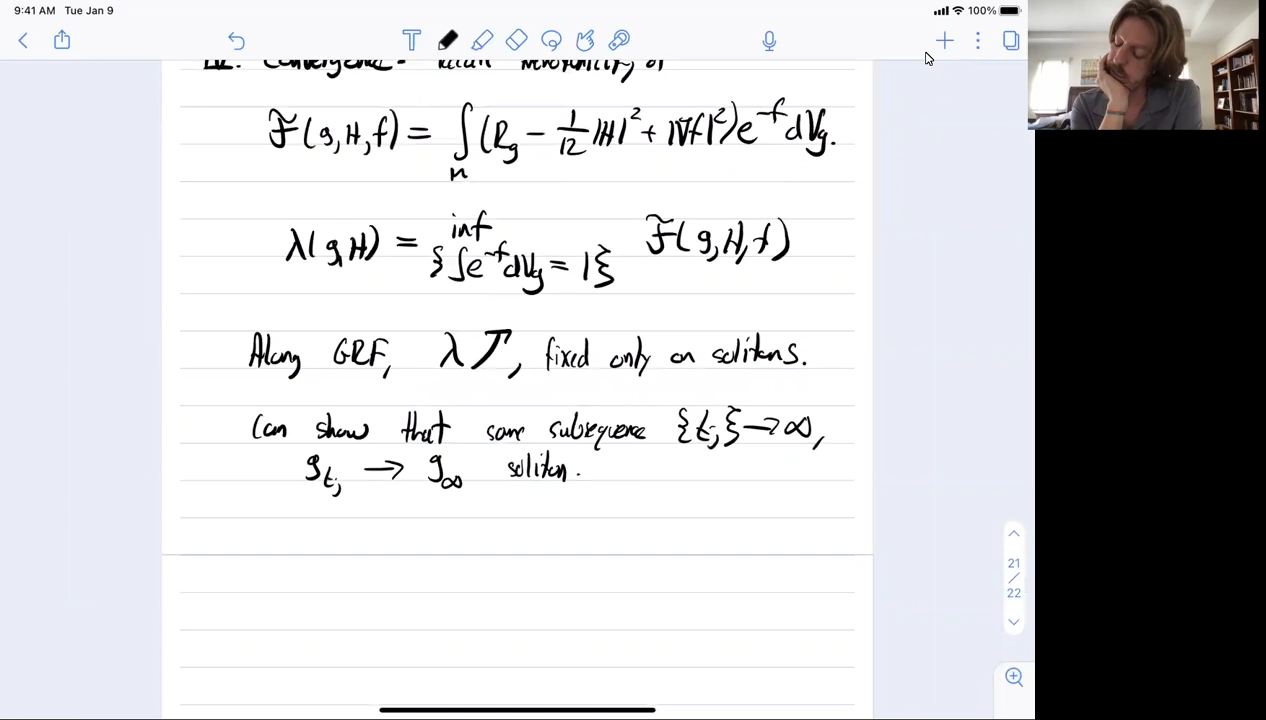 9:41 AM Tue Jan 9
100%
Convergence -
F(g,H,f) = ∫_M (R_g - 1/12 |H|² + |∇f|²) e^{-f} dV_g.
λ(g,H) = inf_{{∫e^{-f}dV_g = 1}} F(g,H,f)
Along GRF, λ ↗, fixed only on solitons.
Can show that some subsequence {t_j} → ∞,
g_{t_j} → g_∞ soliton.
21
/
22